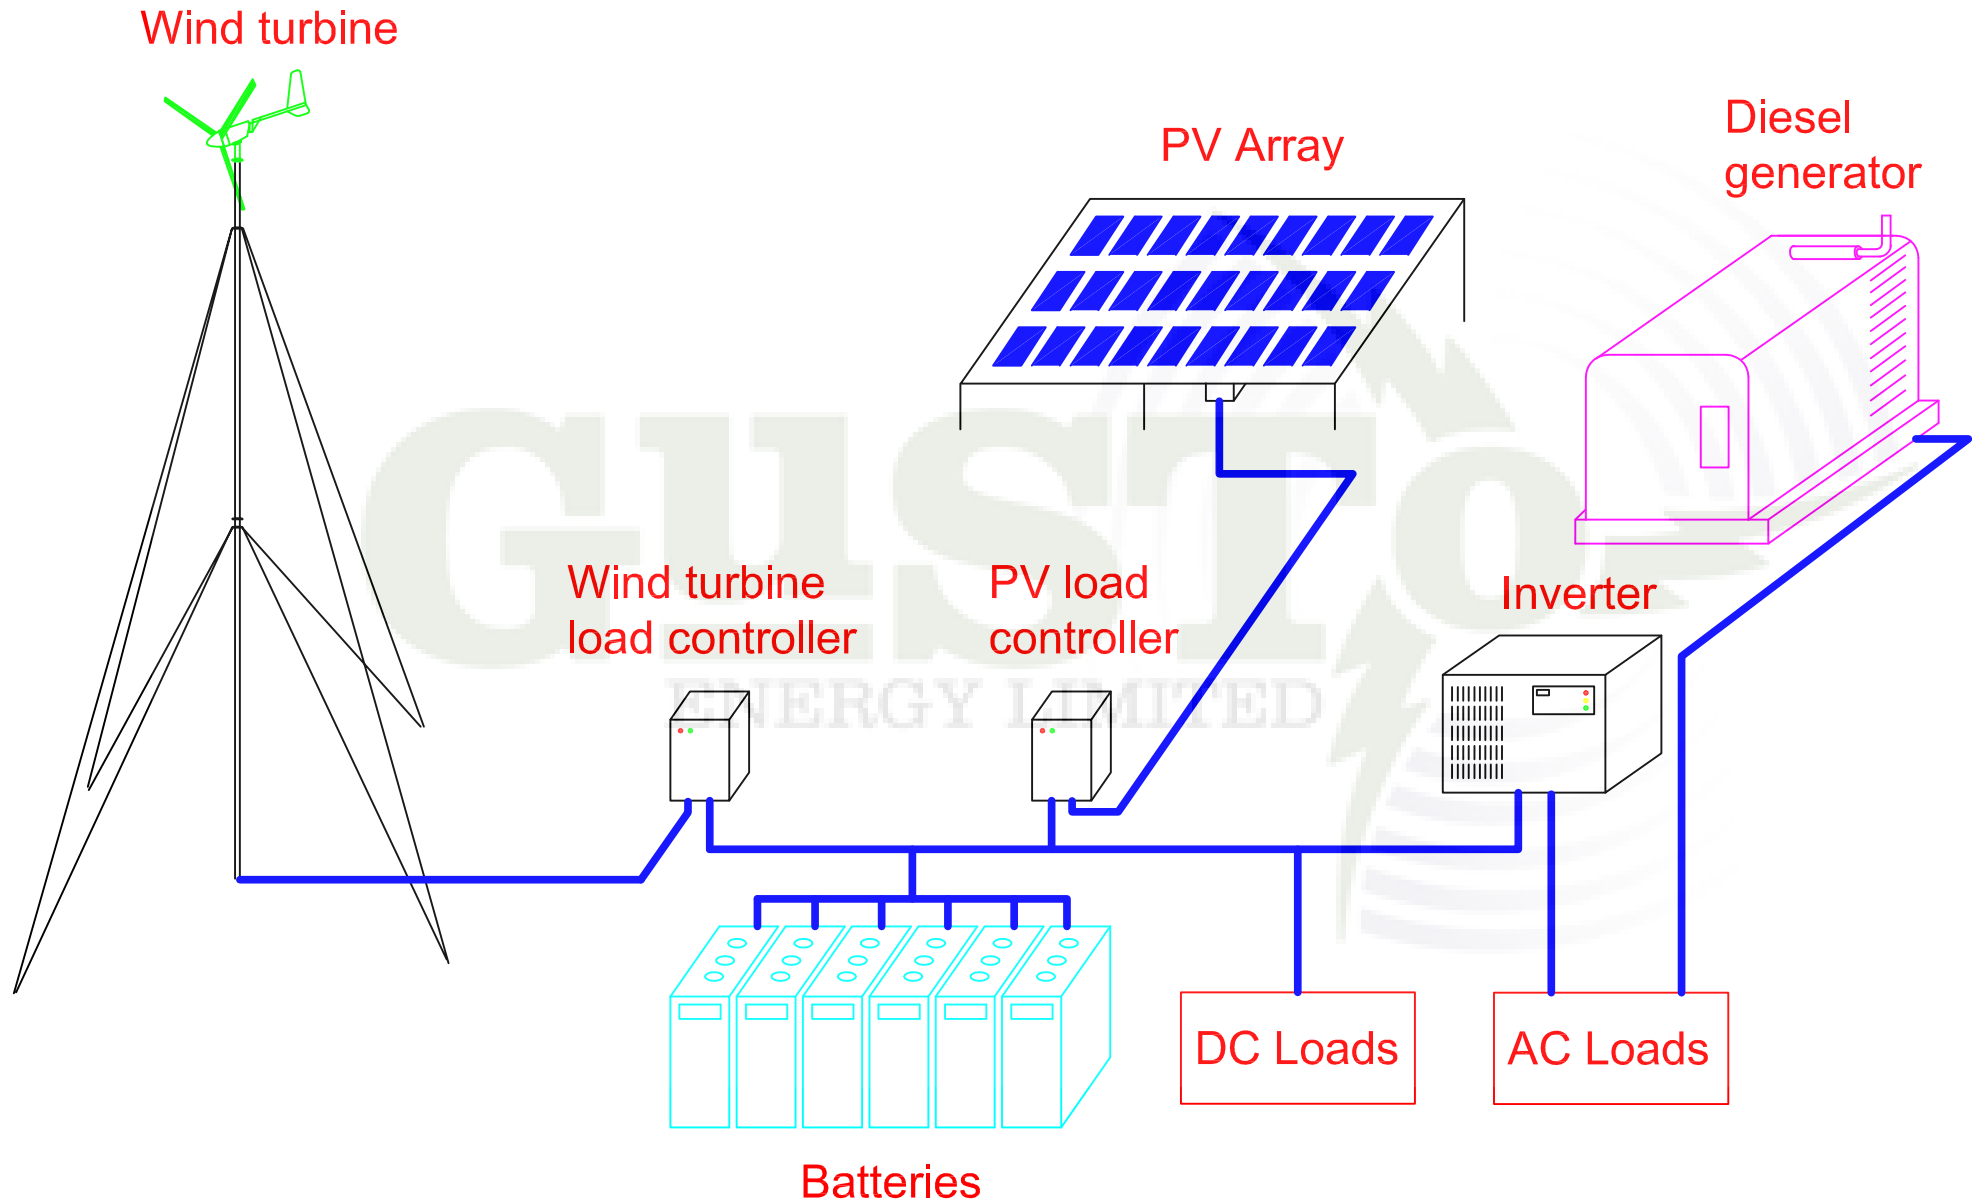 Wind turbine
PV Array
Diesel
generator
GUSTO
ENERGY LIMITED
Wind turbine
load controller
PV load
controller
Inverter
DC Loads
AC Loads
Batteries